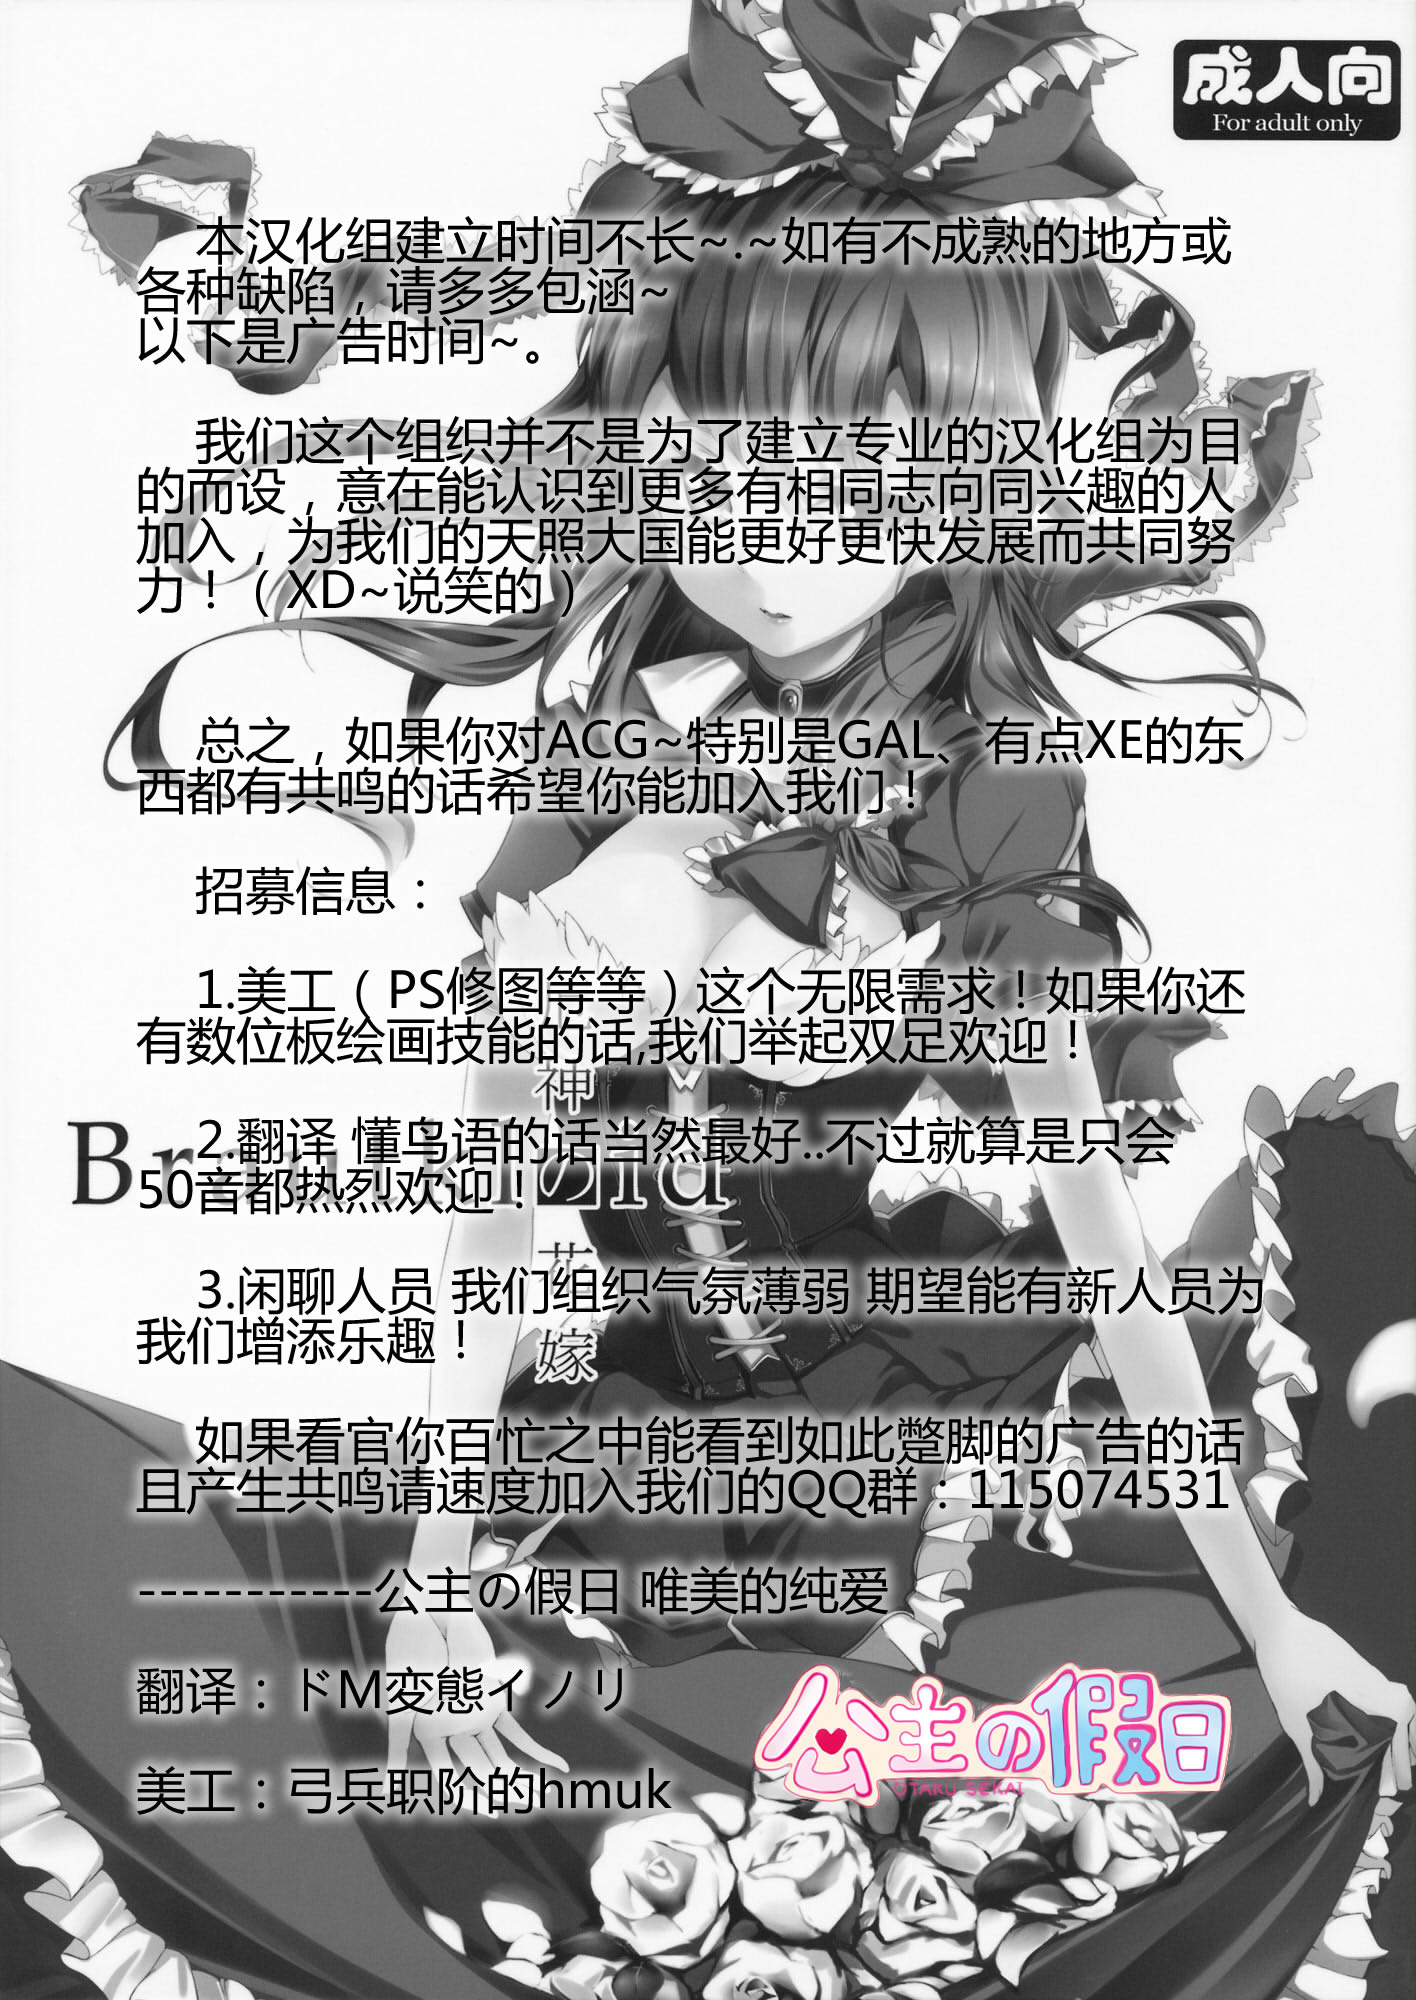 成人向
For adult only
本汉化组建立时间不长~.~如有不成熟的地方或
各种缺陷，请多多包涵~
以下是广告时间~。
我们这个组织并不是为了建立专业的汉化组为目
的而设，意在能认识到更多有相同志向同兴趣的人
加入，为我们的天照大国能更好更快发展而共同努
力！（XD~说笑的）
总之，如果你对ACG~特别是GAL、有点XE的东
西都有共鸣的话希望你能加入我们！
招募信息：
1.美工（PS修图等等）这个无限需求！如果你还
有数位板绘画技能的话,我们举起双足欢迎！
2.翻译 懂鸟语的话当然最好..不过就算是只会
50音都热烈欢迎！
3.闲聊人员 我们组织气氛薄弱 期望能有新人员为
我们增添乐趣！
如果看官你百忙之中能看到如此蹩脚的广告的话
且产生共鸣请速度加入我们的QQ群：115074531
-----------公主の假日 唯美的纯爱
翻译：ドM変態イノリ
美工：弓兵职阶的hmuk
神の花嫁
公主の假日
OTAKU SEKAI